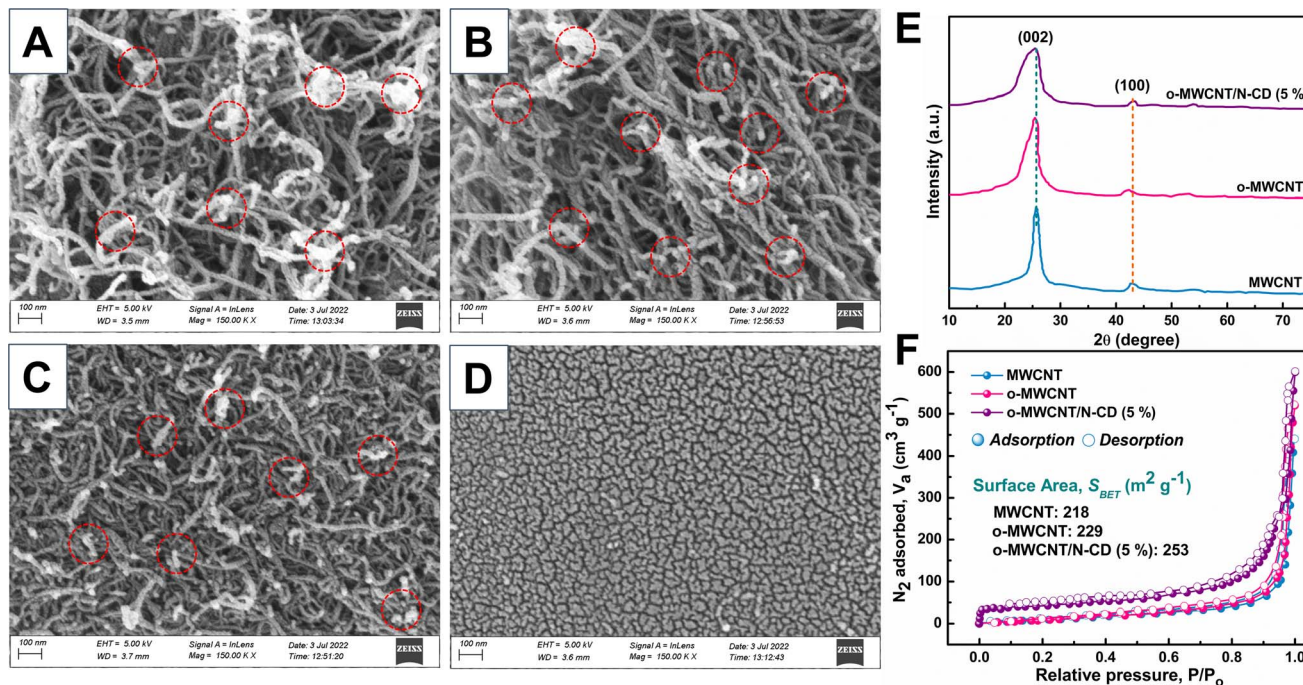 A
100 nm
EHT = 5.00 kV
WD = 3.5 mm
Signal A = InLens
Mag = 150.00 K X
Date: 3 Jul 2022
Time: 13:03:34
ZEISS
B
100 nm
EHT = 5.00 kV
WD = 3.6 mm
Signal A = InLens
Mag = 150.00 K X
Date: 3 Jul 2022
Time: 12:56:53
ZEISS
C
100 nm
EHT = 5.00 kV
WD = 3.7 mm
Signal A = InLens
Mag = 150.00 K X
Date: 3 Jul 2022
Time: 12:51:20
ZEISS
D
100 nm
EHT = 5.00 kV
WD = 3.6 mm
Signal A = InLens
Mag = 150.00 K X
Date: 3 Jul 2022
Time: 13:12:43
ZEISS
E
(002)
(100)
o-MWCNT/N-CD (5 %
o-MWCNT
MWCNT
Intensity (a.u.)
10 20 30 40 50 60 70
2θ (degree)
F
600
500
400
300
200
100
0
N2 adsorbed, Va (cm3 g-1)
MWCNT
o-MWCNT
o-MWCNT/N-CD (5 %)
Adsorption Desorption
Surface Area, SBET (m2 g-1)
MWCNT: 218
o-MWCNT: 229
o-MWCNT/N-CD (5 %): 253
0.0 0.2 0.4 0.6 0.8 1.0
Relative pressure, P/Po